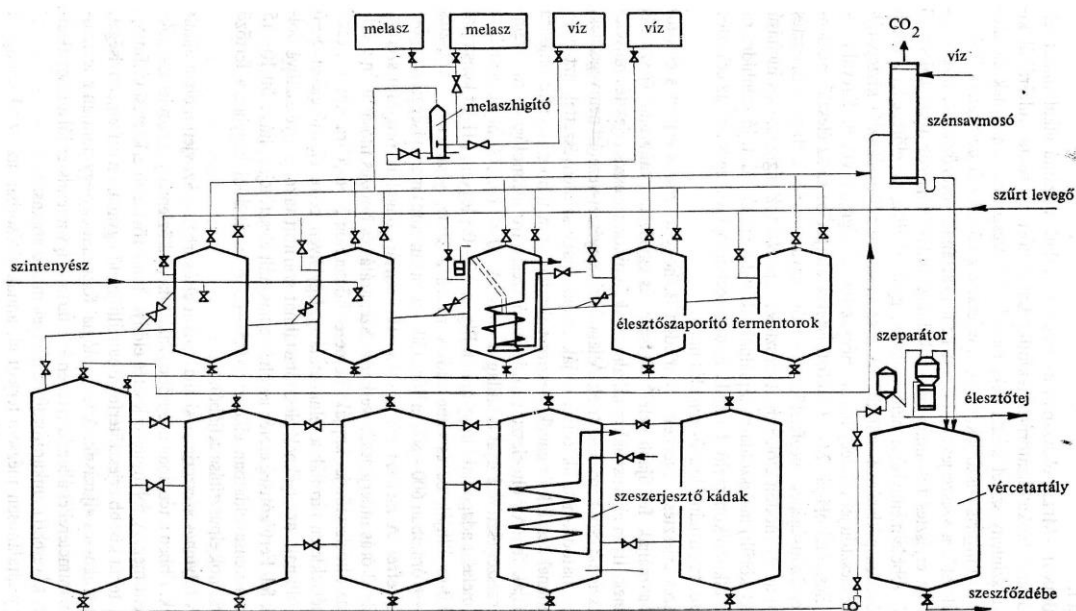 melasz
melasz
víz
víz
CO2
víz
melaszhigító
szénsavmosó
szűrt levegő
szintenyész
élesztőszaporító fermentorok
szeparátor
élesztőtej
szeszerjesztő kádak
vércetartály
szeszfőzdébe